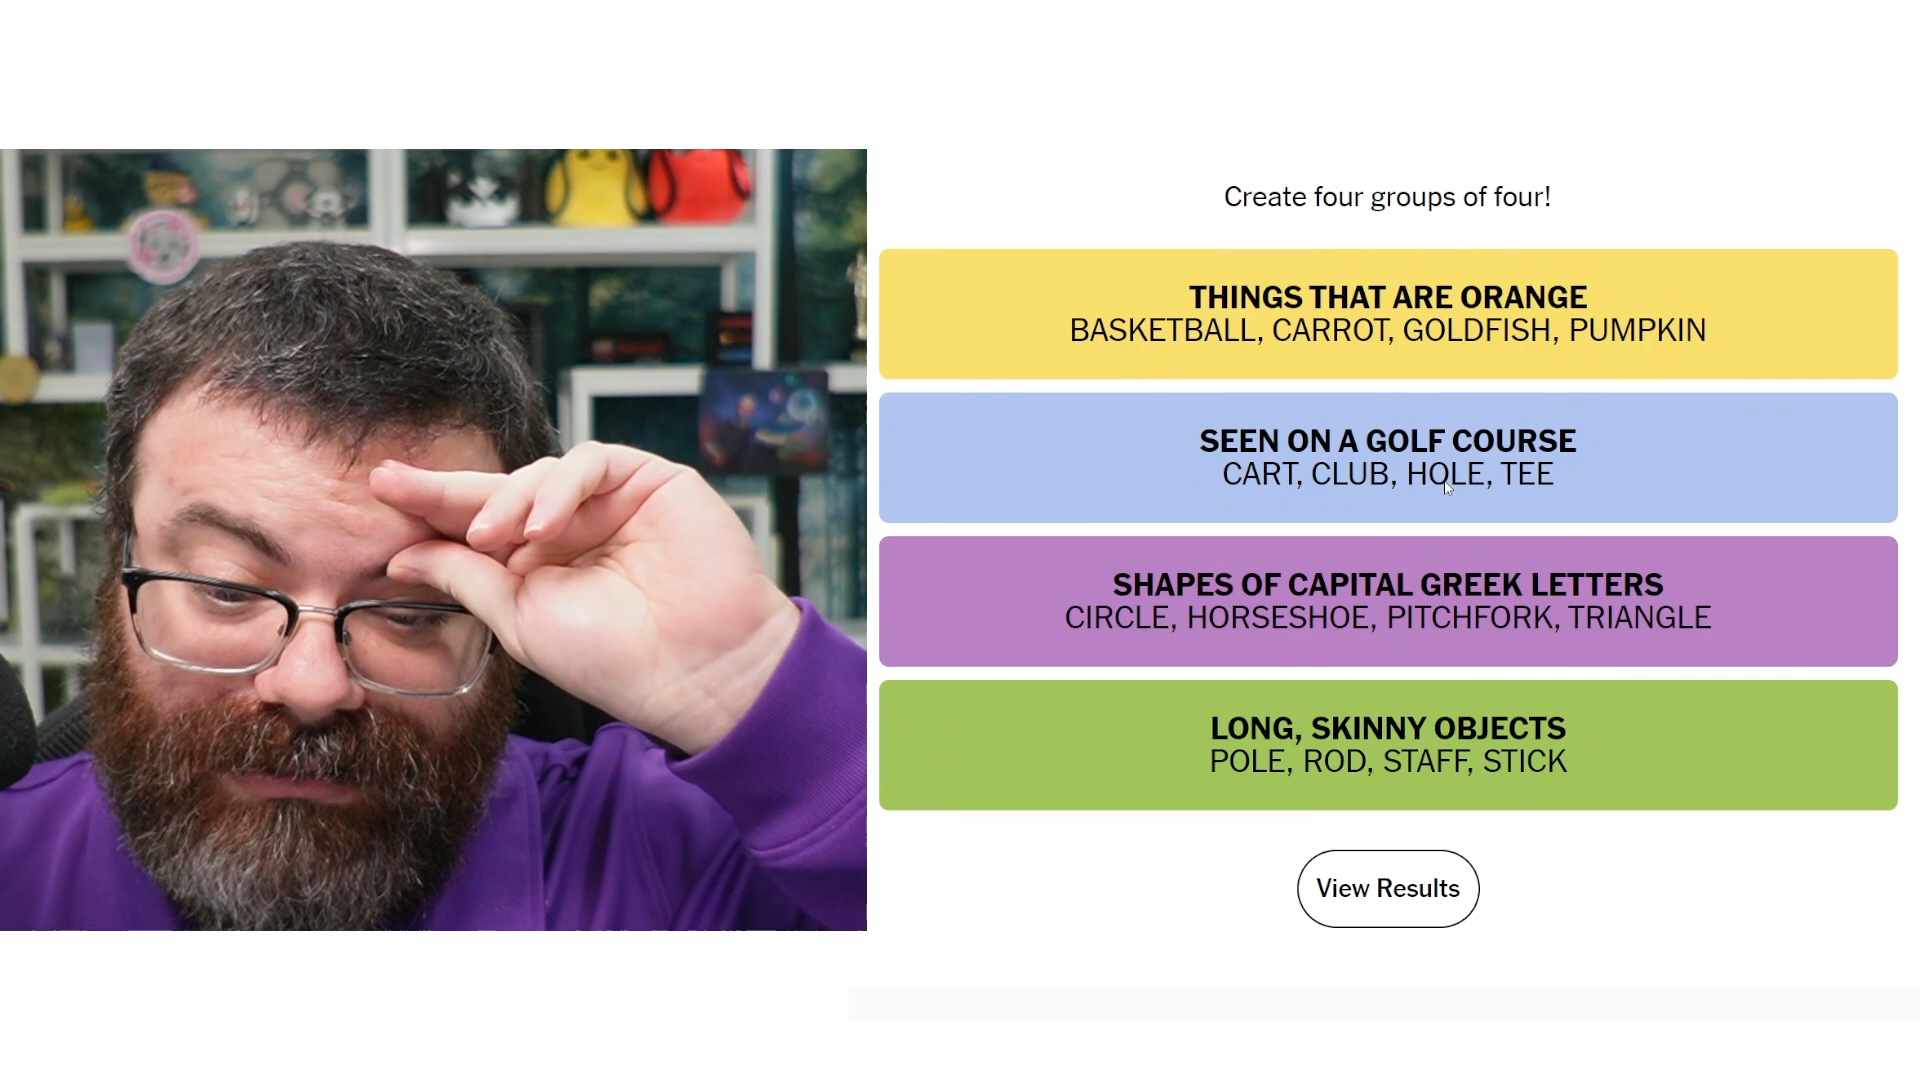 Create four groups of four!
THINGS THAT ARE ORANGE
BASKETBALL, CARROT, GOLDFISH, PUMPKIN
SEEN ON A GOLF COURSE
CART, CLUB, HOLE, TEE
SHAPES OF CAPITAL GREEK LETTERS
CIRCLE, HORSESHOE, PITCHFORK, TRIANGLE
LONG, SKINNY OBJECTS
POLE, ROD, STAFF, STICK
View Results